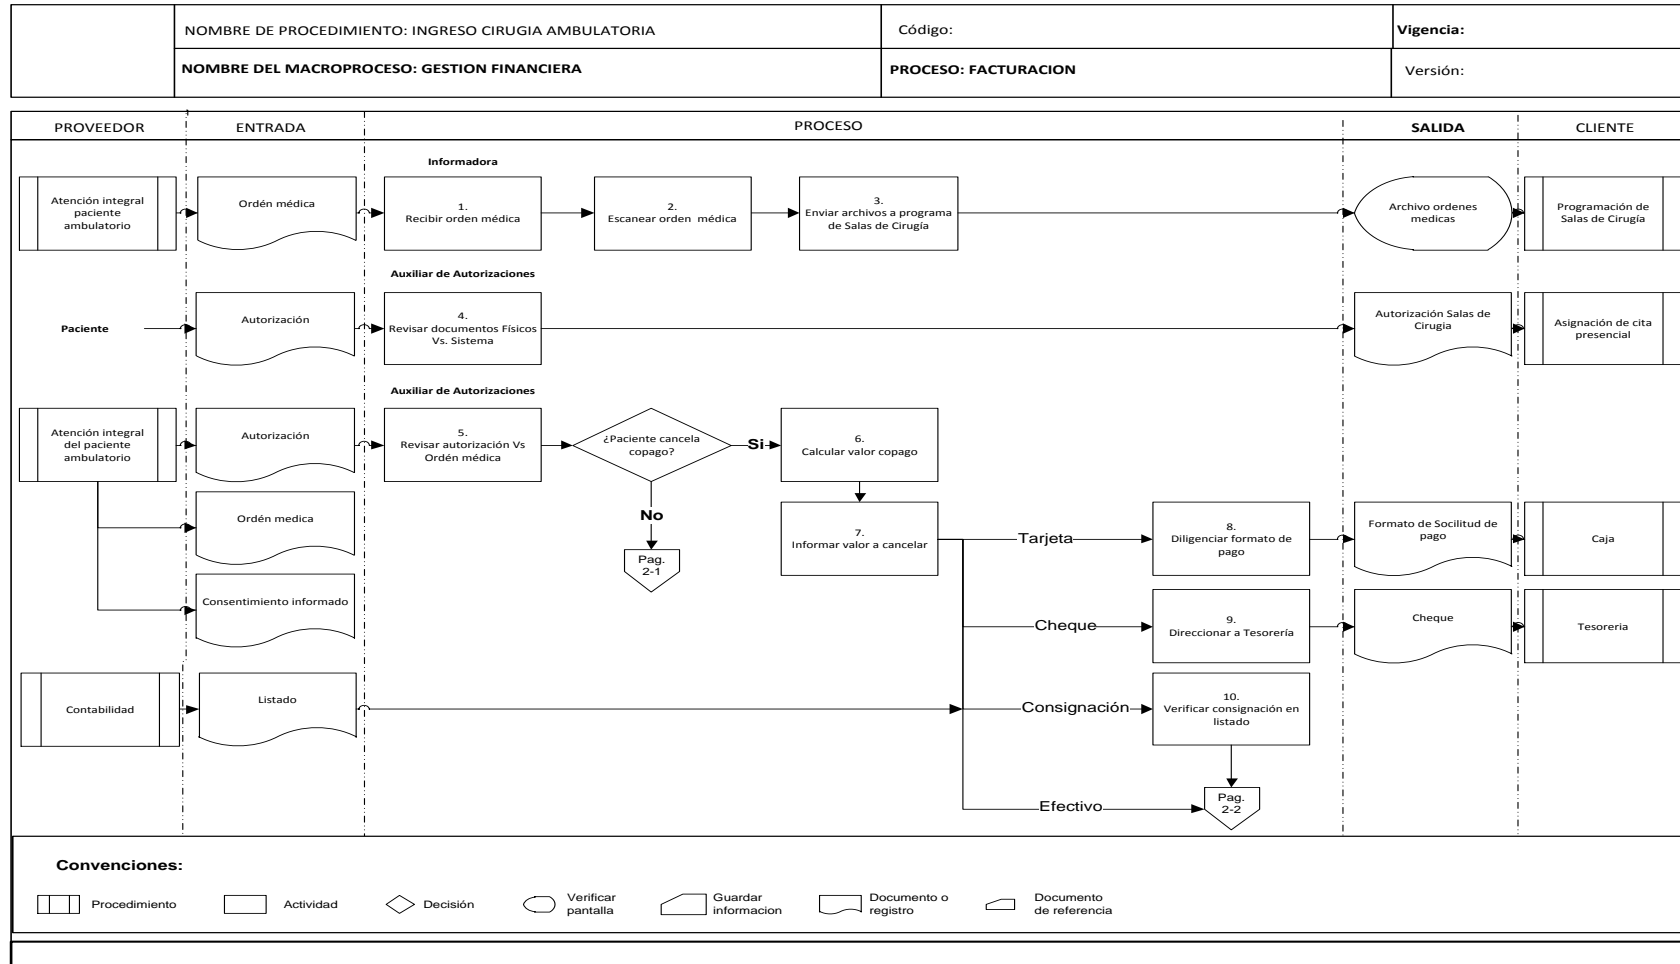 NOMBRE DE PROCEDIMIENTO: INGRESO CIRUGIA AMBULATORIA
Código:
Vigencia:
NOMBRE DEL MACROPROCESO: GESTION FINANCIERA
PROCESO: FACTURACION
Versión:
PROVEEDOR
ENTRADA
PROCESO
SALIDA
CLIENTE
Informadora
Atención integral
paciente
ambulatorio
Ordén médica
1.
Recibir orden médica
2.
Escanear orden médica
3.
Enviar archivos a programa
de Salas de Cirugía
Archivo ordenes
medicas
Programación de
Salas de Cirugía
Auxiliar de Autorizaciones
Paciente
Autorización
4.
Revisar documentos Físicos
Vs. Sistema
Autorización Salas de
Cirugia
Asignación de cita
presencial
Auxiliar de Autorizaciones
Atención integral
del paciente
ambulatorio
Autorización
5.
Revisar autorización Vs
Ordén médica
¿Paciente cancela
copago?
Si
6.
Calcular valor copago
No
Pag.
2-1
Ordén medica
7.
Informar valor a cancelar
Tarjeta
8.
Diligenciar formato de
pago
Formato de Socilitud de
pago
Caja
Consentimiento informado
Cheque
9.
Direccionar a Tesorería
Cheque
Tesoreria
Contabilidad
Listado
Consignación
10.
Verificar consignación en
listado
Efectivo
Pag.
2-2
Convenciones:
Procedimiento
Actividad
Decisión
Verificar
pantalla
Guardar
informacion
Documento o
registro
Documento
de referencia